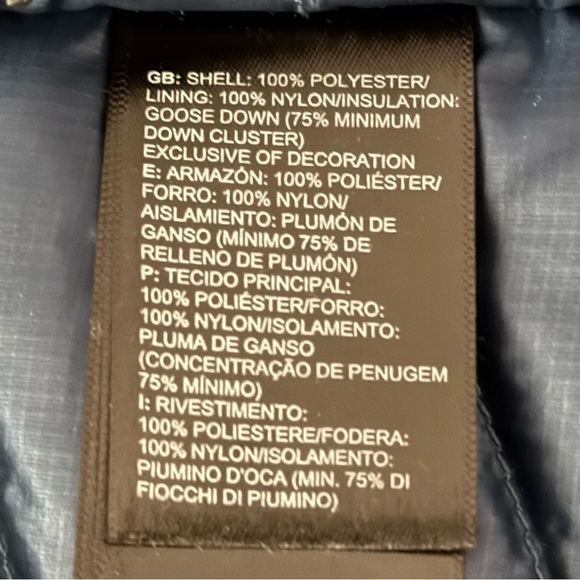 GB: SHELL: 100% POLYESTER/
LINING: 100% NYLON/INSULATION:
GOOSE DOWN (75% MINIMUM
DOWN CLUSTER)
EXCLUSIVE OF DECORATION
E: ARMAZÓN: 100% POLIÉSTER/
FORRO: 100% NYLON/
AISLAMIENTO: PLUMÓN DE
GANSO (MÍNIMO 75% DE
RELLENO DE PLUMÓN)
P: TECIDO PRINCIPAL:
100% POLIÉSTER/FORRO:
100% NYLON/ISOLAMENTO:
PLUMA DE GANSO
(CONCENTRAÇÃO DE PENUGEM
75% MÍNIMO)
I: RIVESTIMENTO:
100% POLIESTERE/FODERA:
100% NYLON/ISOLAMENTO:
PIUMINO D'OCA (MIN. 75% DI
FIOCCHI DI PIUMINO)